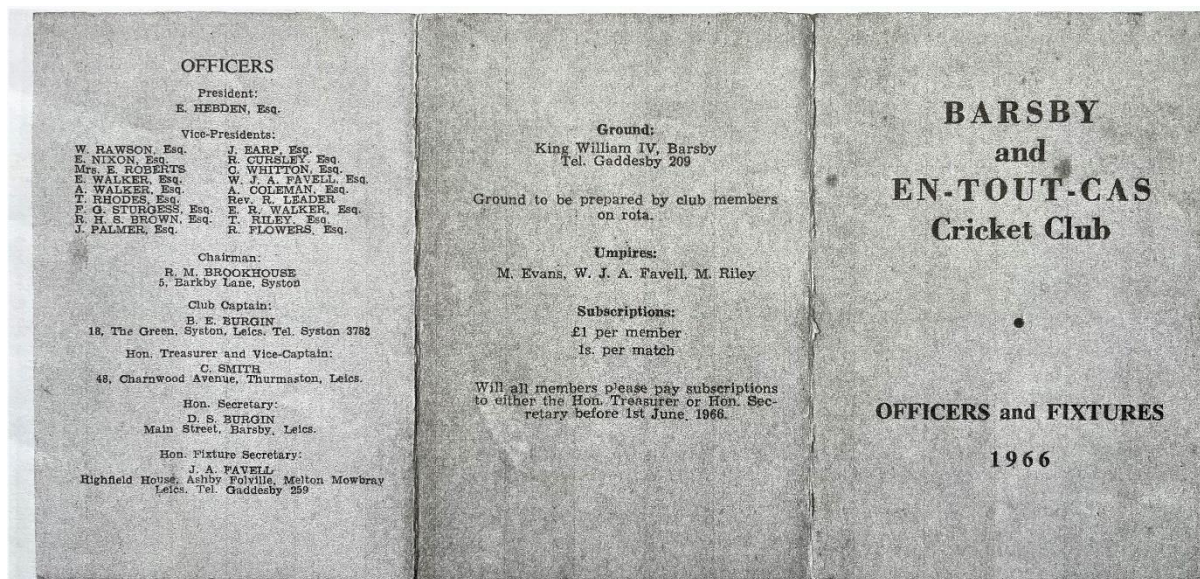 OFFICERS
President:
E. HEBDEN, Esq.
Vice-Presidents:
W. RAWSON, Esq. J. EARP, Esq.
E. NIXON, Esq. R. CURSLEY, Esq.
Mrs. E. ROBERTS C. WHITTON, Esq.
E. WALKER, Esq. W. J. A. FAVELL, Esq.
A. WALKER, Esq. A. COLEMAN, Esq.
T. RHODES, Esq. Rev. R. LEADER
P. G. STURGESS, Esq. E. R. WALKER, Esq.
R. H. S. BROWN, Esq. T. RILEY, Esq.
J. PALMER, Esq. R. FLOWERS, Esq.
Chairman:
R. M. BROOKHOUSE
5, Barkby Lane, Syston
Club Captain:
B. E. BURGIN
18, The Green, Syston, Leics. Tel. Syston 3782
Hon. Treasurer and Vice-Captain:
C. SMITH
48, Charnwood Avenue, Thurmaston, Leics.
Hon. Secretary:
D. S. BURGIN
Main Street, Barsby, Leics.
Hon. Fixture Secretary:
J. A. FAVELL
Highfield House, Ashby Folville, Melton Mowbray
Leics. Tel. Gaddesby 259
Ground:
King William IV, Barsby
Tel. Gaddesby 209
Ground to be prepared by club members
on rota.
Umpires:
M. Evans, W. J. A. Favell, M. Riley
Subscriptions:
£1 per member
1s. per match
Will all members please pay subscriptions
to either the Hon. Treasurer or Hon. Sec-
retary before 1st June, 1966.
BARSBY
and
EN-TOUT-CAS
Cricket Club
OFFICERS and FIXTURES
1966